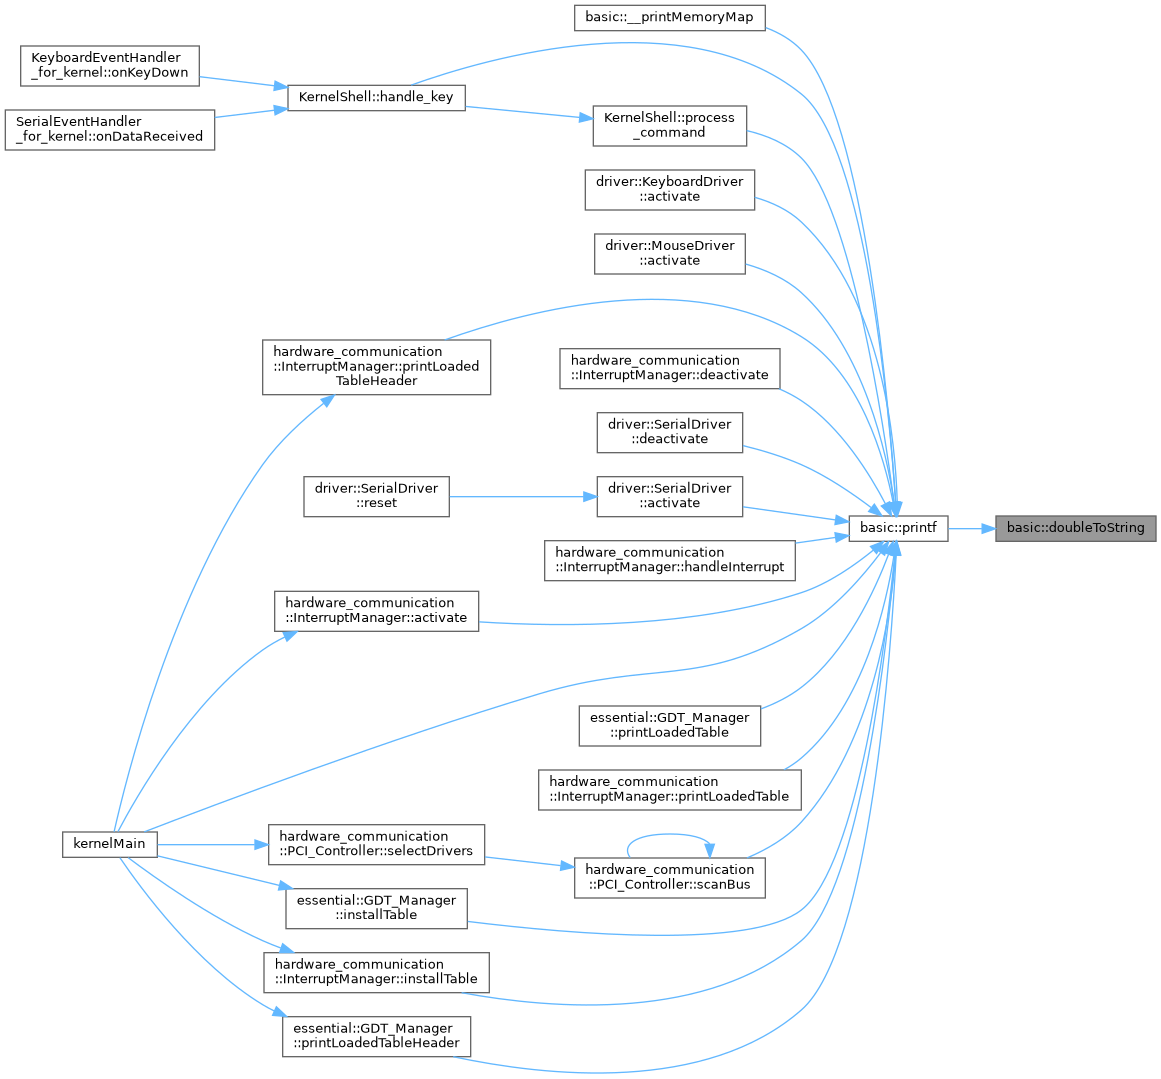 basic::__printMemoryMap
KeyboardEventHandler
_for_kernel::onKeyDown
KernelShell::handle_key
SerialEventHandler
_for_kernel::onDataReceived
KernelShell::process
_command
driver::KeyboardDriver
::activate
driver::MouseDriver
::activate
hardware_communication
::InterruptManager::printLoaded
TableHeader
hardware_communication
::InterruptManager::deactivate
driver::SerialDriver
::deactivate
driver::SerialDriver
::reset
driver::SerialDriver
::activate
basic::printf
basic::doubleToString
hardware_communication
::InterruptManager::handleInterrupt
hardware_communication
::InterruptManager::activate
essential::GDT_Manager
::printLoadedTable
hardware_communication
::InterruptManager::printLoadedTable
kernelMain
hardware_communication
::PCI_Controller::selectDrivers
hardware_communication
::PCI_Controller::scanBus
essential::GDT_Manager
::installTable
hardware_communication
::InterruptManager::installTable
essential::GDT_Manager
::printLoadedTableHeader